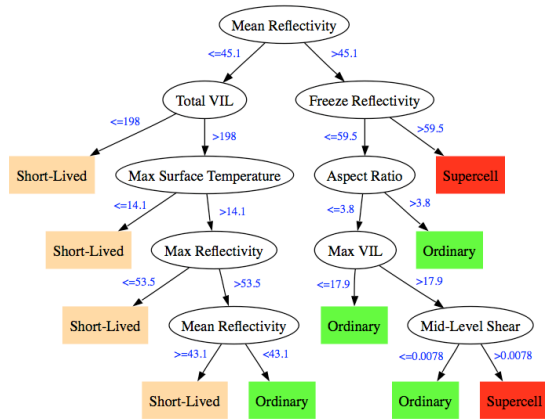 Mean Reflectivity
<=45.1 >45.1
Total VIL Freeze Reflectivity
<=198 >198 <=59.5 >59.5
Short-Lived Max Surface Temperature Aspect Ratio Supercell
<=14.1 >14.1 <=3.8 >3.8
Short-Lived Max Reflectivity Max VIL Ordinary
<=53.5 >53.5 <=17.9 >17.9
Short-Lived Mean Reflectivity Ordinary Mid-Level Shear
>=43.1 <43.1 <=0.0078 >0.0078
Short-Lived Ordinary Ordinary Supercell